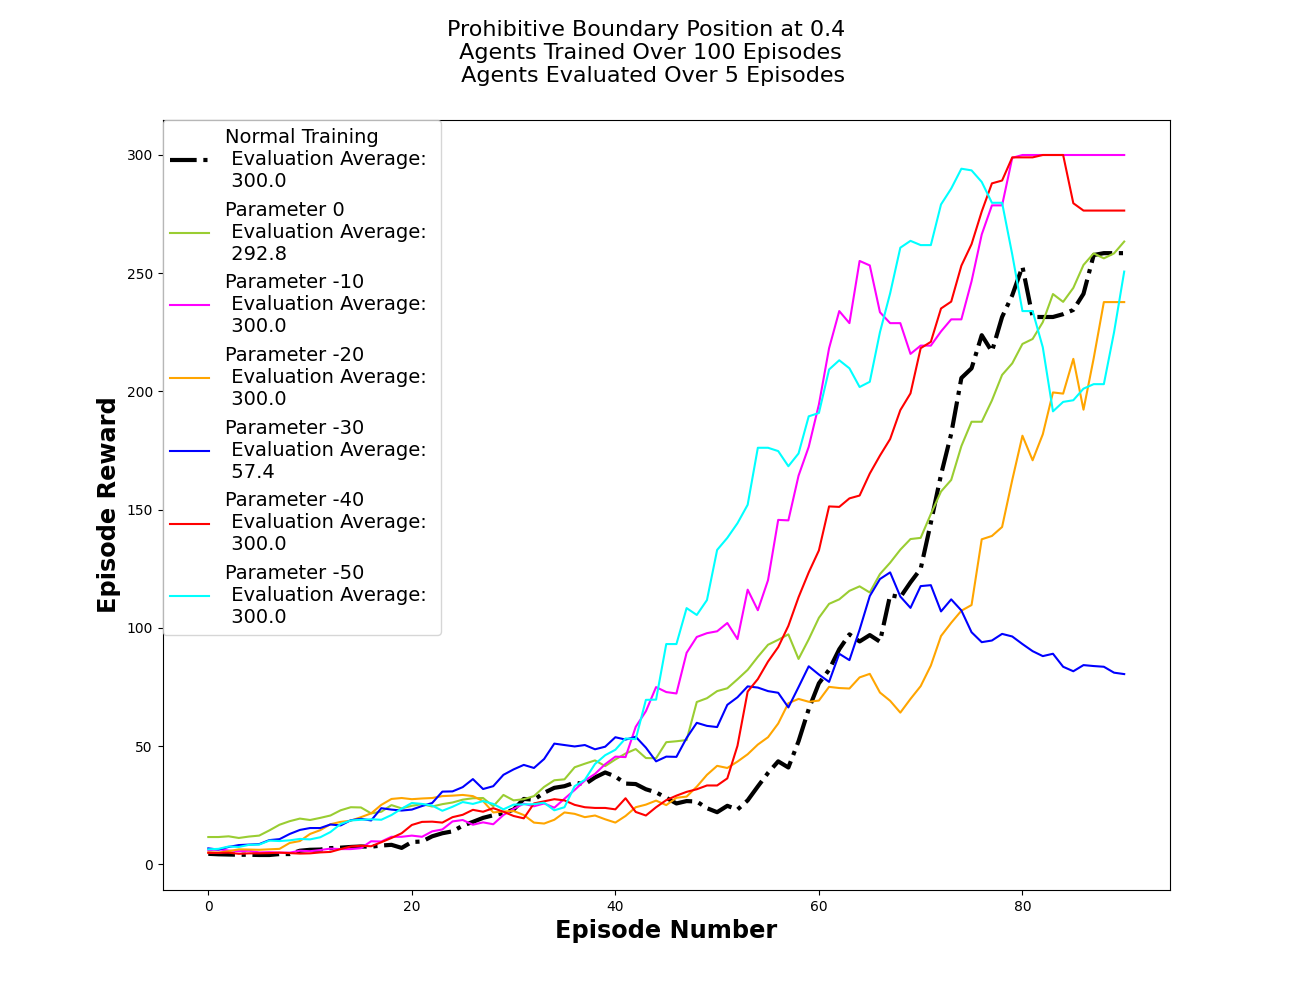 Prohibitive Boundary Position at 0.4
Agents Trained Over 100 Episodes
Agents Evaluated Over 5 Episodes
Normal Training
Evaluation Average:
300.0
Parameter 0
Evaluation Average:
292.8
Parameter -10
Evaluation Average:
300.0
Parameter -20
Evaluation Average:
300.0
Parameter -30
Evaluation Average:
57.4
Parameter -40
Evaluation Average:
300.0
Parameter -50
Evaluation Average:
300.0
300
250
200
150
100
50
0
Episode Reward
0 20 40 60 80
Episode Number